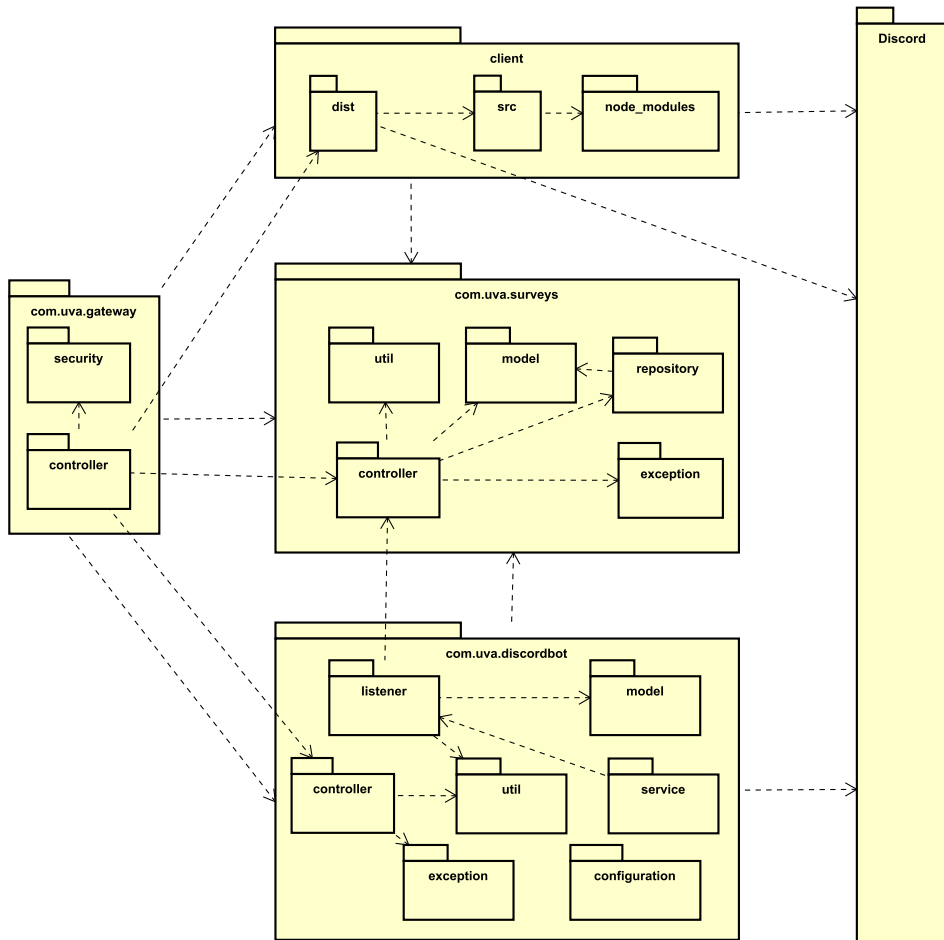 Discord
client
dist
src
node_modules
com.uva.gateway
security
controller
com.uva.surveys
util
model
repository
controller
exception
com.uva.discordbot
listener
model
controller
util
service
exception
configuration